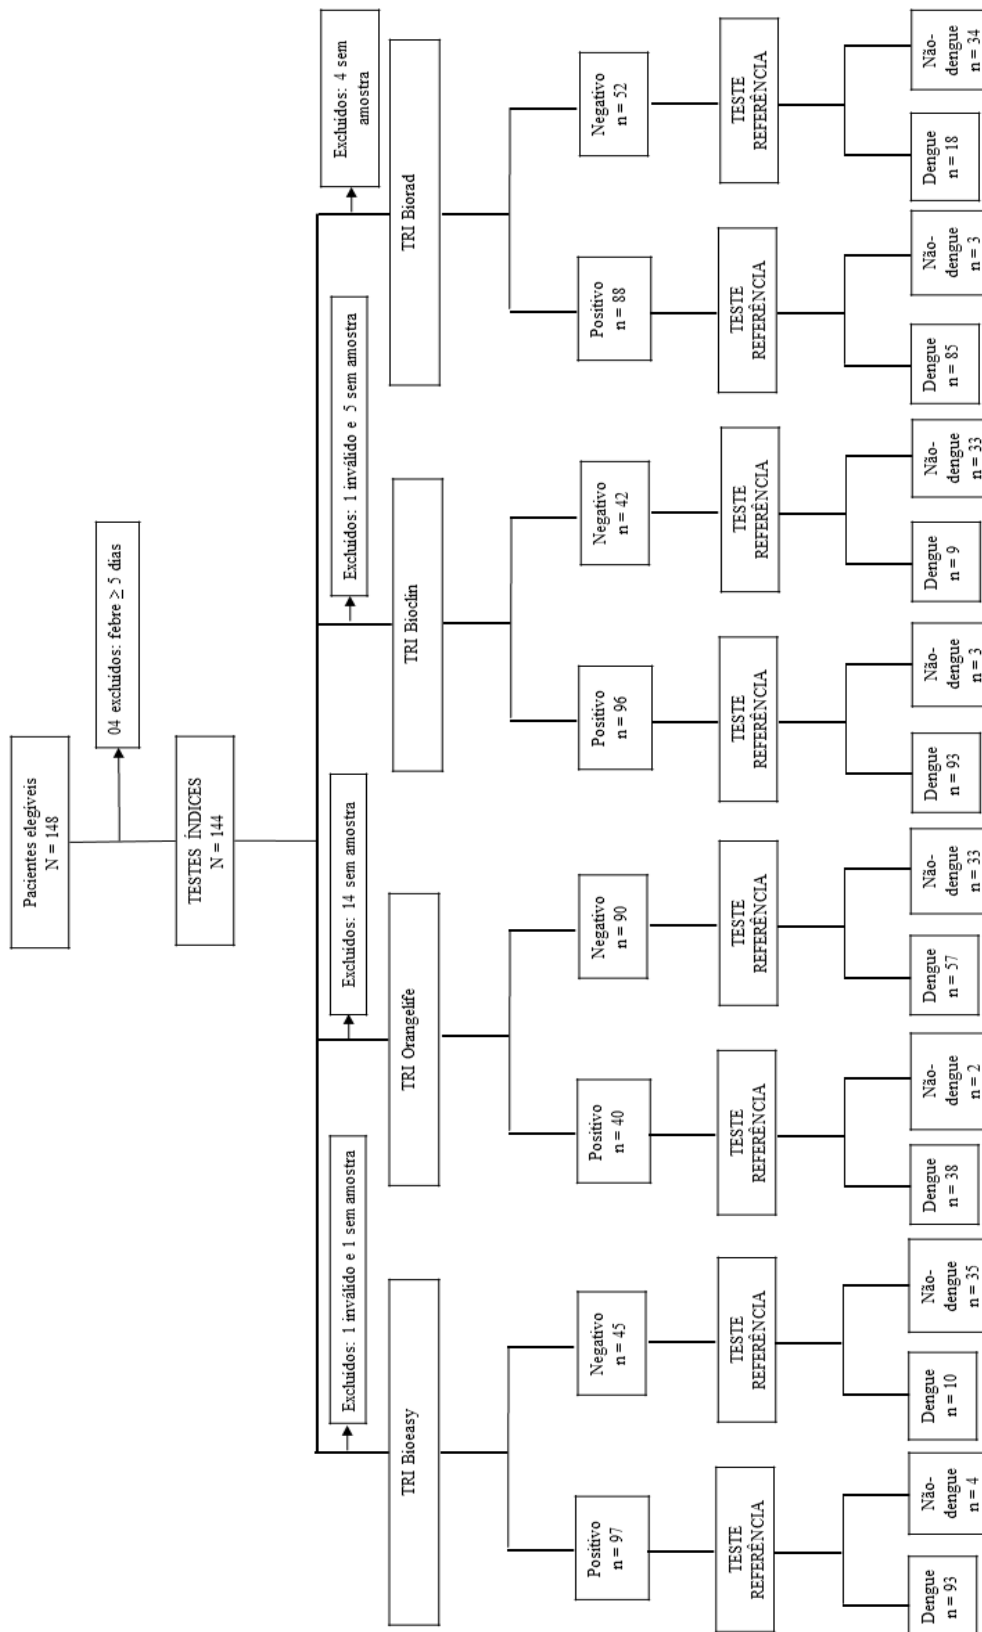 Pacientes elegíveis
N = 148
04 excluídos: febre ≥ 5 dias
TESTES ÍNDICES
N = 144
Excluídos: 1 inválido e 1 sem amostra
Excluídos: 14 sem amostra
Excluídos: 1 inválido e 5 sem amostra
Excluídos: 4 sem
amostra
TRI Bioeasy
TRI Orangelife
TRI Bioclin
TRI Biorad
Positivo
n = 97
Negativo
n = 45
Positivo
n = 40
Negativo
n = 90
Positivo
n = 96
Negativo
n = 42
Positivo
n = 88
Negativo
n = 52
TESTE
REFERÊNCIA
TESTE
REFERÊNCIA
TESTE
REFERÊNCIA
TESTE
REFERÊNCIA
TESTE
REFERÊNCIA
TESTE
REFERÊNCIA
TESTE
REFERÊNCIA
TESTE
REFERÊNCIA
Dengue
n = 93
Não-
dengue
n = 4
Dengue
n = 10
Não-
dengue
n = 35
Dengue
n = 38
Não-
dengue
n = 2
Dengue
n = 57
Não-
dengue
n = 33
Dengue
n = 93
Não-
dengue
n = 3
Dengue
n = 9
Não-
dengue
n = 33
Dengue
n = 85
Não-
dengue
n = 3
Dengue
n = 18
Não-
dengue
n = 34